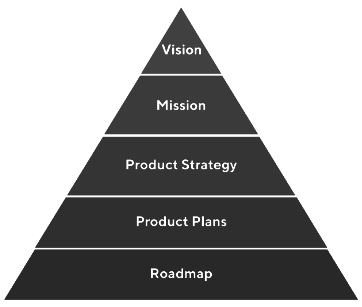 Vision
Mission
Product Strategy
Product Plans
Roadmap